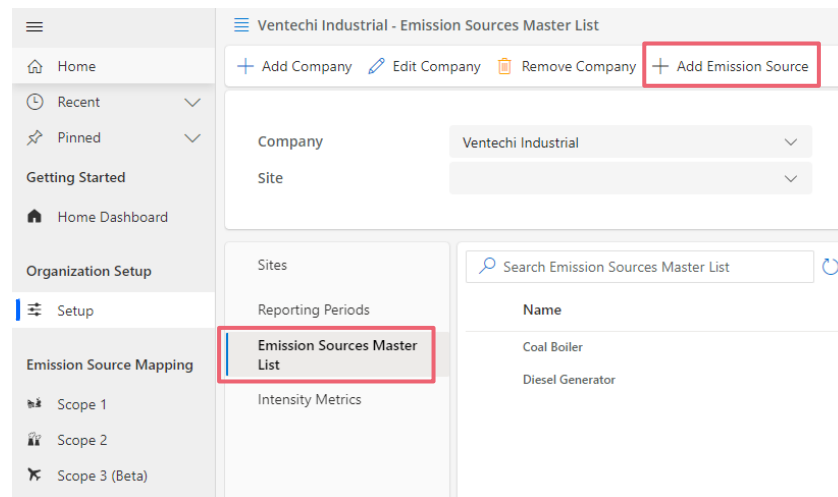 Ventechi Industrial - Emission Sources Master List
Home
Recent
Pinned
Getting Started
Home Dashboard
Organization Setup
Setup
Emission Source Mapping
Scope 1
Scope 2
Scope 3 (Beta)
Add Company
Edit Company
Remove Company
Add Emission Source
Company
Ventechi Industrial
Site
Sites
Reporting Periods
Emission Sources Master
List
Intensity Metrics
Search Emission Sources Master List
Name
Coal Boiler
Diesel Generator